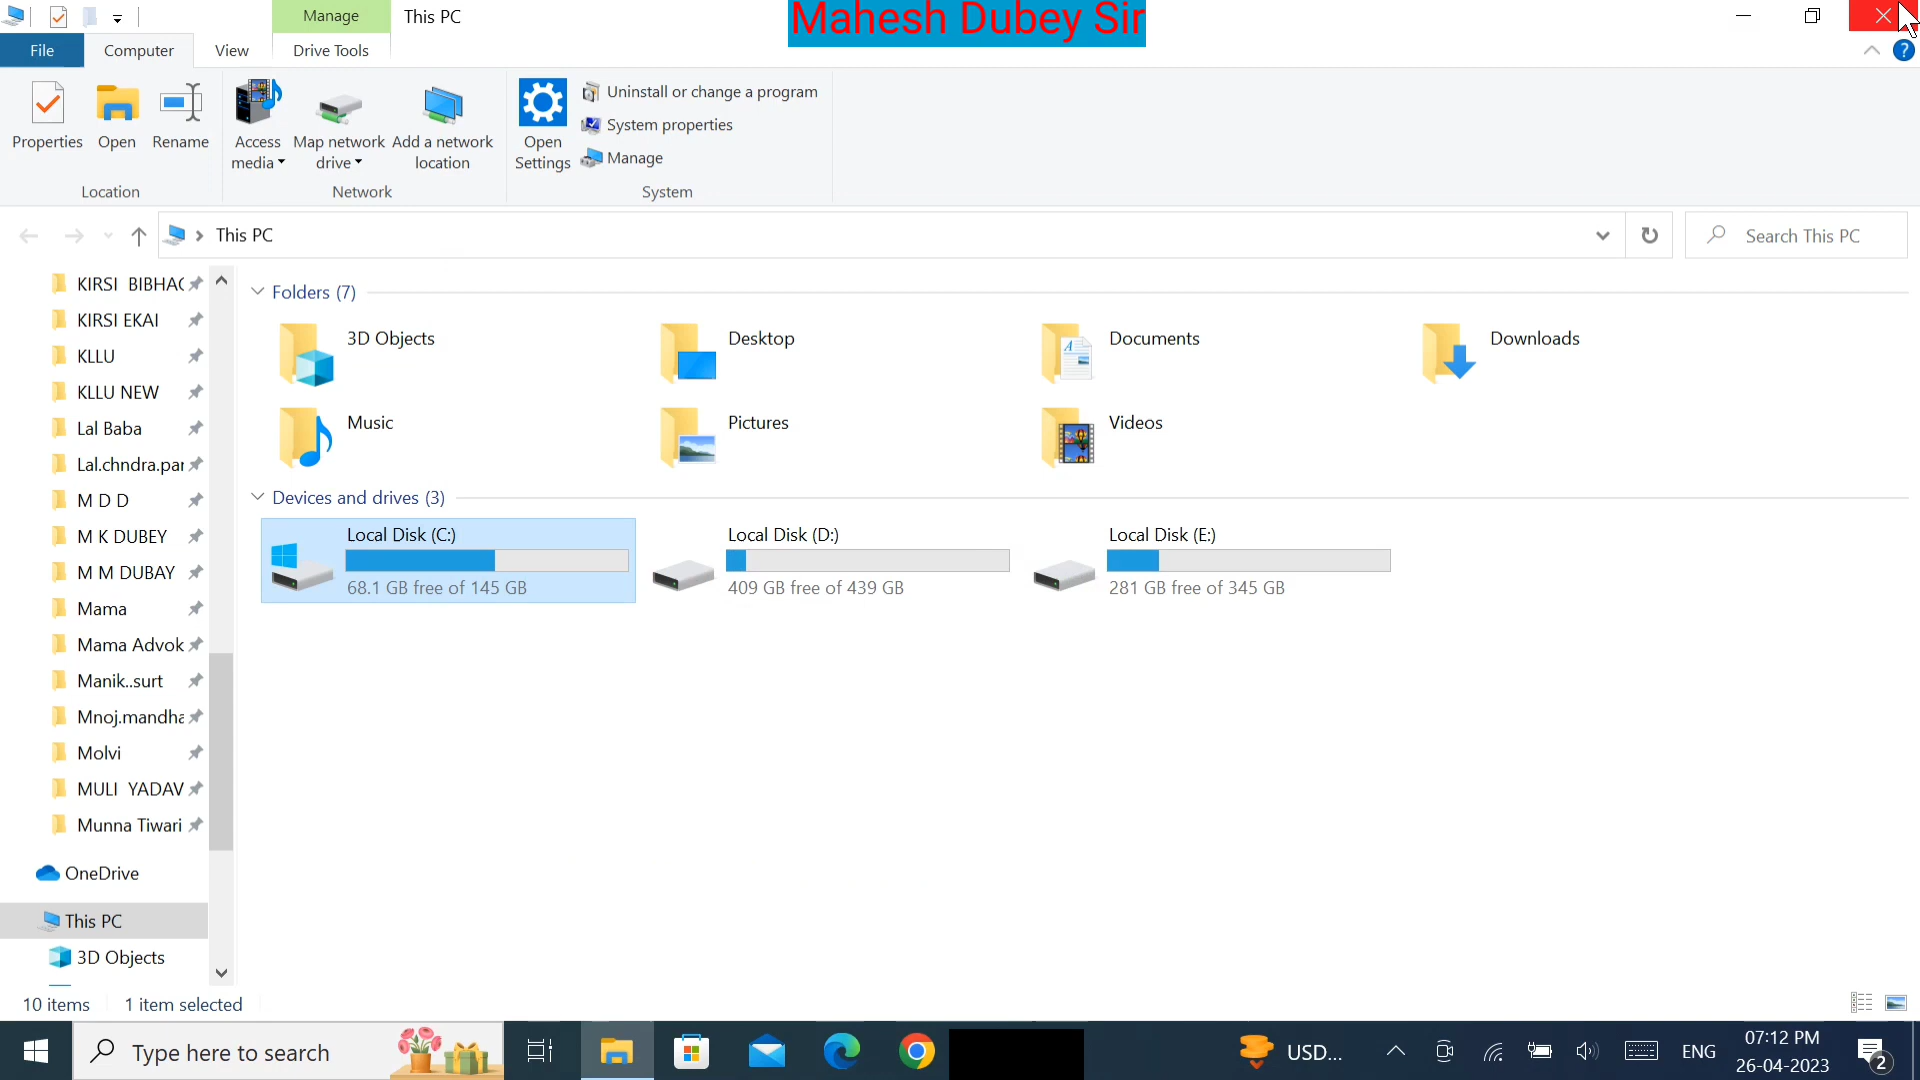 Manage
This PC
Mahesh Dubey Sir
File
Computer
View
Drive Tools
Properties
Open
Rename
Access media
Map network drive
Add a network location
Open Settings
Uninstall or change a program
System properties
Manage
Location
Network
System
This PC
Search This PC
KIRSI BIBHAG
KIRSI EKAI
KLLU
KLLU NEW
Lal Baba
Lal.chndra.par
M D D
M K DUBEY
M M DUBAY
Mama
Mama Advok
Manik..surt
Mnoj.mandha
Molvi
MULI YADAV
Munna Tiwari
OneDrive
This PC
3D Objects
Folders (7)
3D Objects
Desktop
Documents
Downloads
Music
Pictures
Videos
Devices and drives (3)
Local Disk (C:)
68.1 GB free of 145 GB
Local Disk (D:)
409 GB free of 439 GB
Local Disk (E:)
281 GB free of 345 GB
10 items
1 item selected
Type here to search
USD...
ENG
07:12 PM
26-04-2023
2